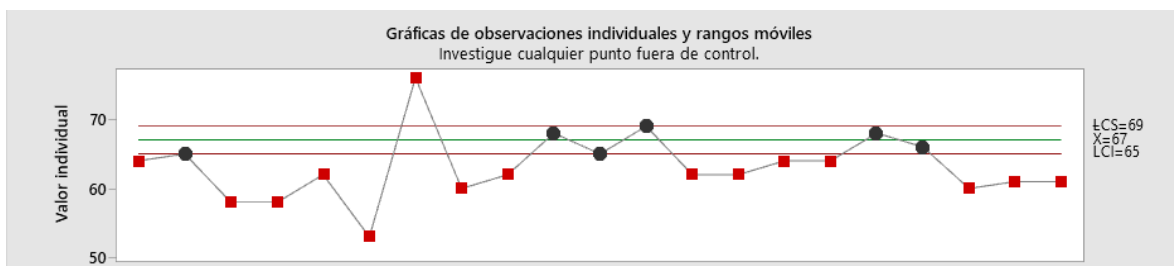 Gráficas de observaciones individuales y rangos móviles
Investigue cualquier punto fuera de control.
Valor individual
70
60
50
LCS=69
X̄=67
LCI=65